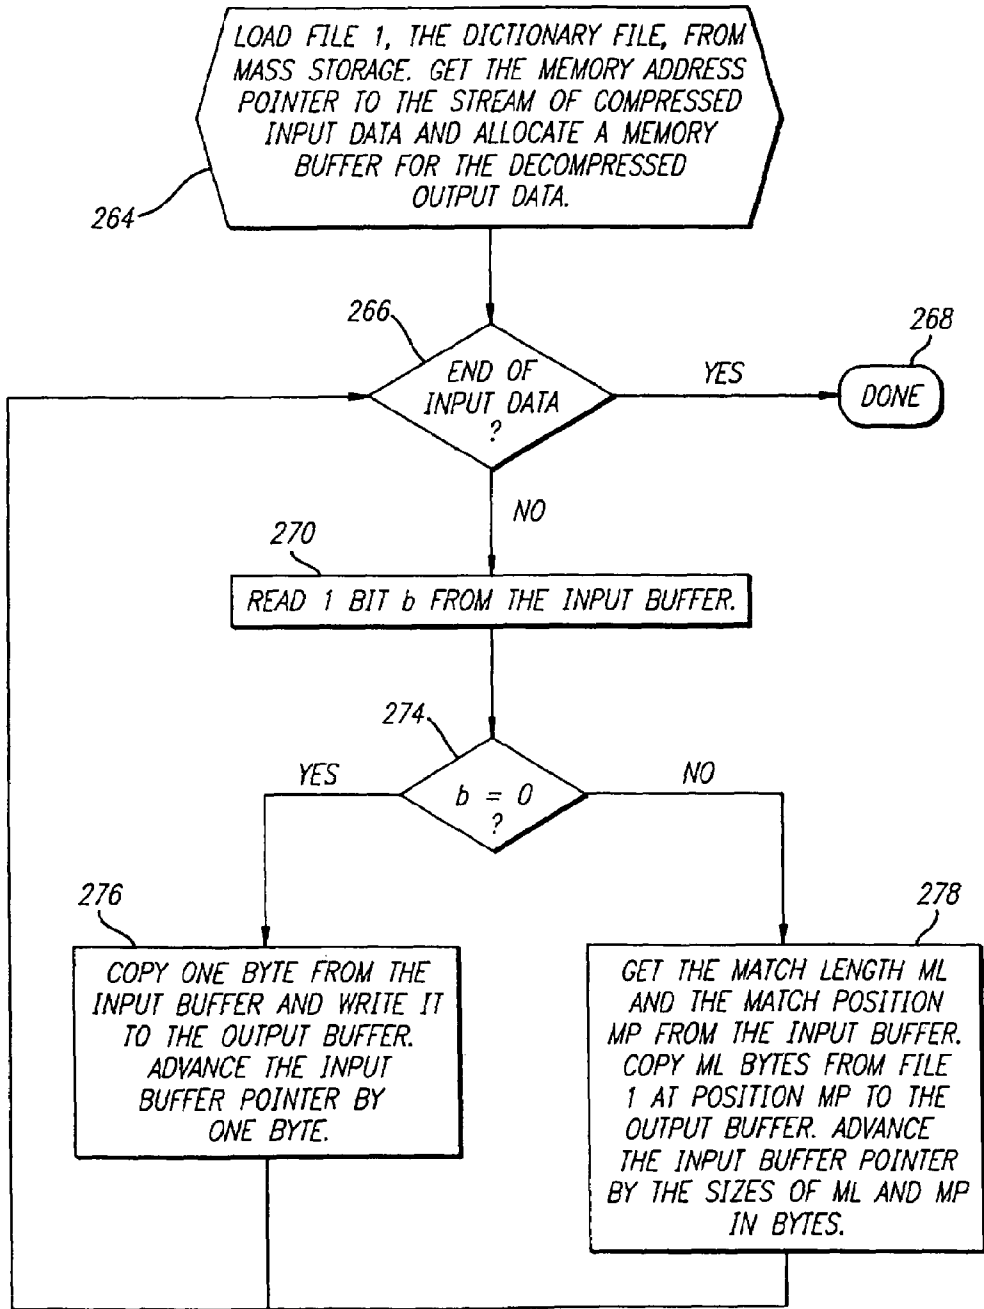 LOAD FILE 1, THE DICTIONARY FILE, FROM
MASS STORAGE. GET THE MEMORY ADDRESS
POINTER TO THE STREAM OF COMPRESSED
INPUT DATA AND ALLOCATE A MEMORY
BUFFER FOR THE DECOMPRESSED
OUTPUT DATA.
264
266
END OF
INPUT DATA
?
YES
268
DONE
NO
270
READ 1 BIT b FROM THE INPUT BUFFER.
274
b = 0
?
YES
NO
276
COPY ONE BYTE FROM THE
INPUT BUFFER AND WRITE IT
TO THE OUTPUT BUFFER.
ADVANCE THE INPUT
BUFFER POINTER BY
ONE BYTE.
278
GET THE MATCH LENGTH ML
AND THE MATCH POSITION
MP FROM THE INPUT BUFFER.
COPY ML BYTES FROM FILE
1 AT POSITION MP TO THE
OUTPUT BUFFER. ADVANCE
THE INPUT BUFFER POINTER
BY THE SIZES OF ML AND MP
IN BYTES.